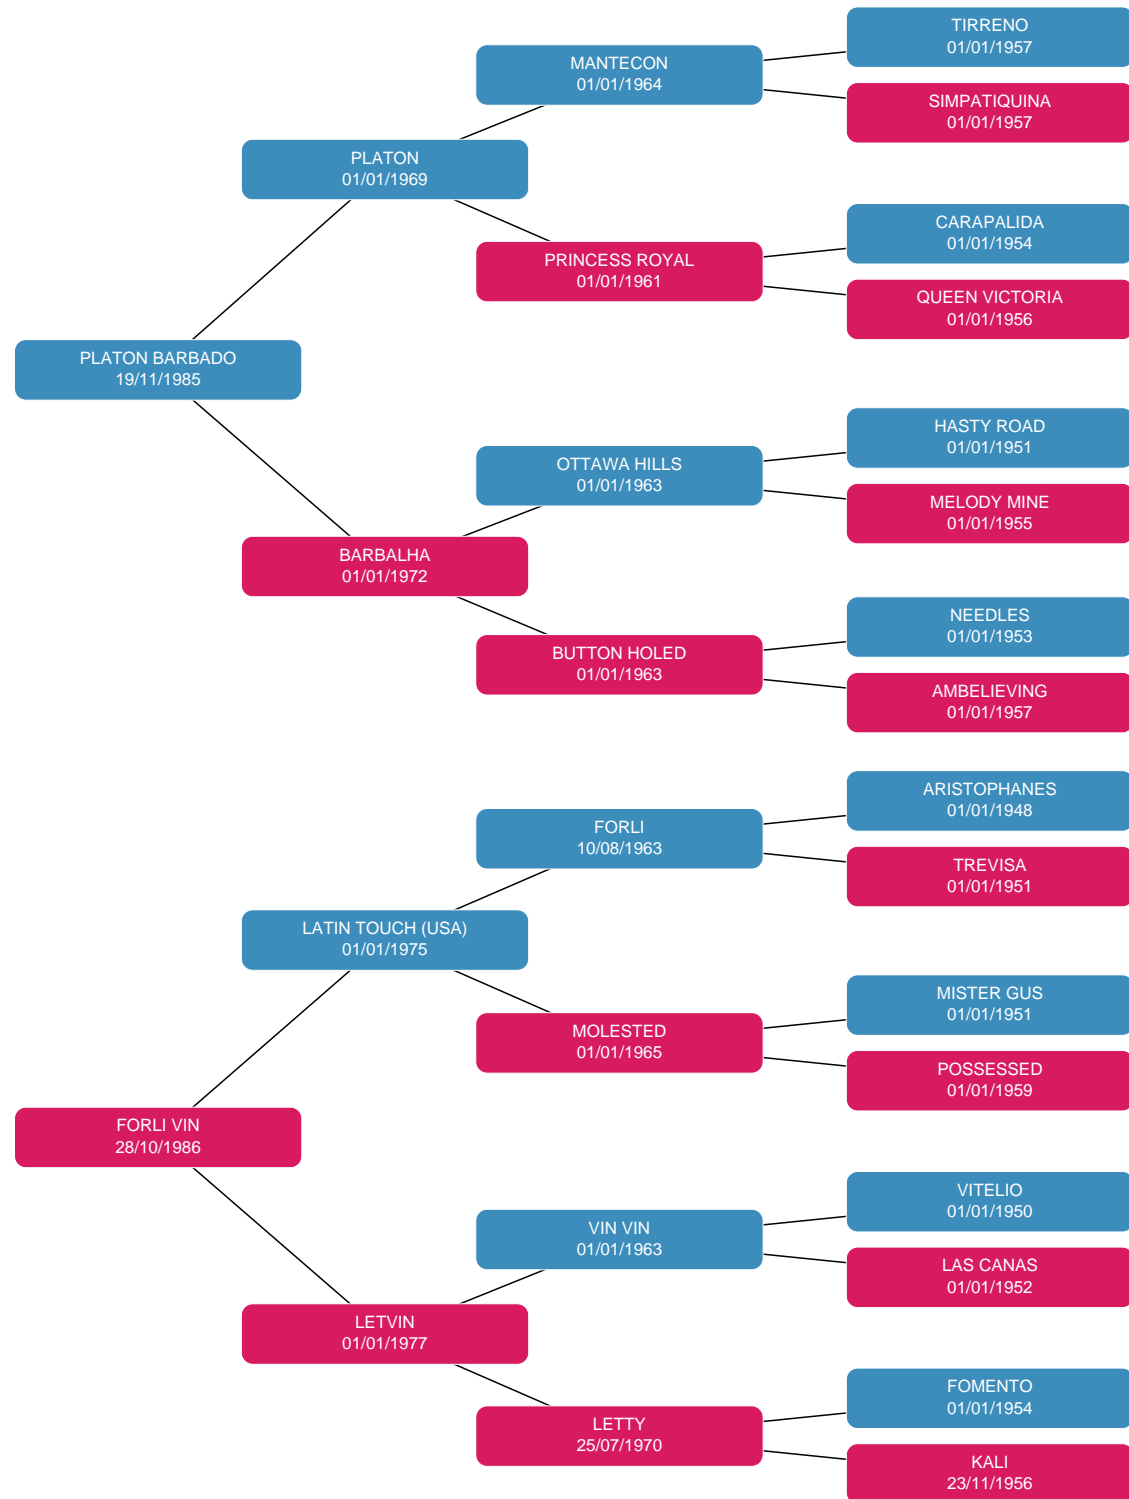 TIRRENO
01/01/1957
MANTECON
01/01/1964
SIMPATIQUINA
01/01/1957
PLATON
01/01/1969
CARAPALIDA
01/01/1954
PRINCESS ROYAL
01/01/1961
QUEEN VICTORIA
01/01/1956
PLATON BARBADO
19/11/1985
HASTY ROAD
01/01/1951
OTTAWA HILLS
01/01/1963
MELODY MINE
01/01/1955
BARBALHA
01/01/1972
NEEDLES
01/01/1953
BUTTON HOLED
01/01/1963
AMBELIEVING
01/01/1957
ARISTOPHANES
01/01/1948
FORLI
10/08/1963
TREVISA
01/01/1951
LATIN TOUCH (USA)
01/01/1975
MISTER GUS
01/01/1951
MOLESTED
01/01/1965
POSSESSED
01/01/1959
FORLI VIN
28/10/1986
VITELIO
01/01/1950
VIN VIN
01/01/1963
LAS CANAS
01/01/1952
LETVIN
01/01/1977
FOMENTO
01/01/1954
LETTY
25/07/1970
KALI
23/11/1956